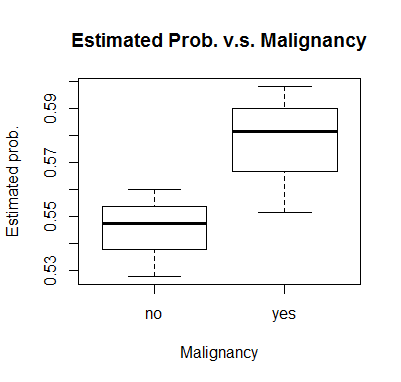 Estimated Prob. v.s. Malignancy
Estimated prob.
0.59
0.57
0.55
0.53
no yes
Malignancy